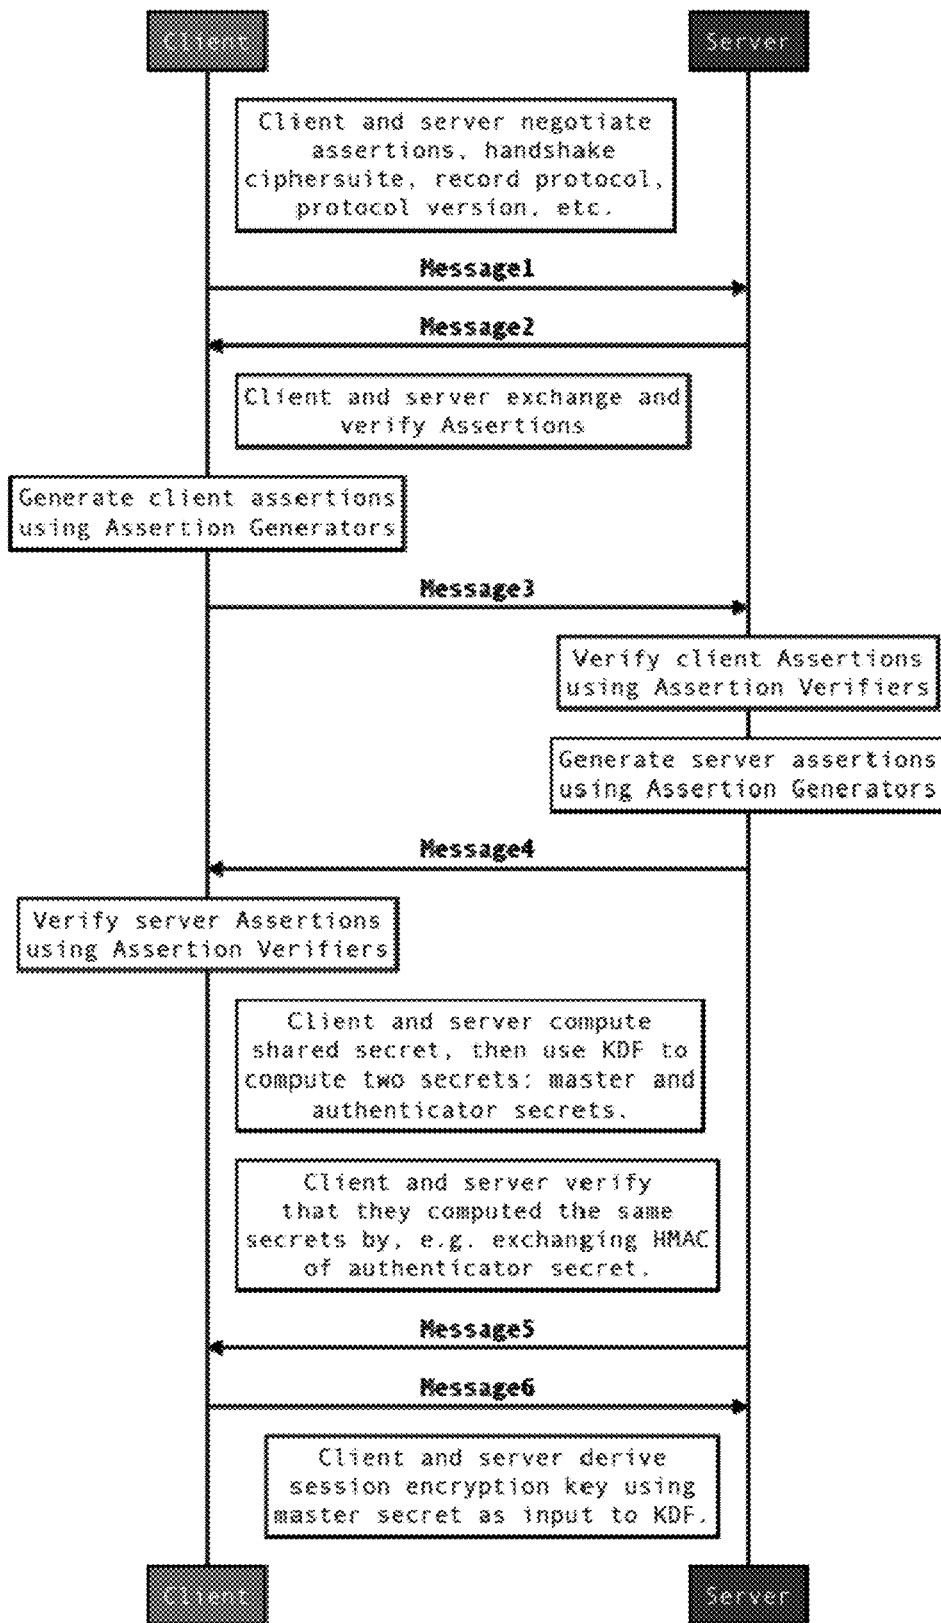 Client
Server
Client and server negotiate
assertions, handshake
ciphersuite, record protocol,
protocol version, etc.
Message1
Message2
Client and server exchange and
verify Assertions
Generate client assertions
using Assertion Generators
Message3
Verify client Assertions
using Assertion Verifiers
Generate server assertions
using Assertion Generators
Message4
Verify server Assertions
using Assertion Verifiers
Client and server compute
shared secret, then use KDF to
compute two secrets: master and
authenticator secrets.
Client and server verify
that they computed the same
secrets by, e.g. exchanging HMAC
of authenticator secret.
Message5
Message6
Client and server derive
session encryption key using
master secret as input to KDF.
Client
Server